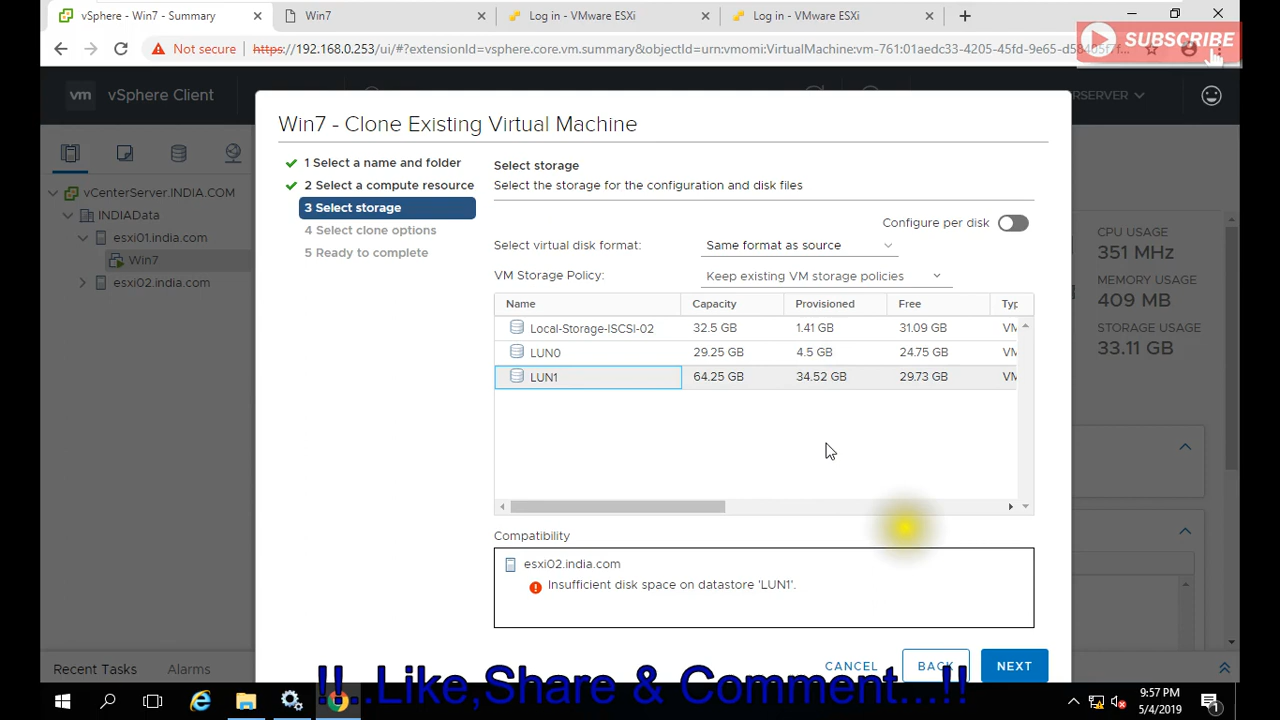 vSphere - Win7 - Summary
Win7
Log in - VMware ESXi
Log in - VMware ESXi
Not secure
https://192.168.0.253/ui/#?extensionId=vsphere.core.vm.summary&objectId=urn:vmomi:VirtualMachine:vm-761:01aedc33-4205-45fd-9e65-
SUBSCRIBE
vm vSphere Client
Win7 - Clone Existing Virtual Machine
vCenterServer.INDIA.COM
INDIAData
esxi01.india.com
Win7
esxi02.india.com
1 Select a name and folder
2 Select a compute resource
3 Select storage
4 Select clone options
5 Ready to complete
Select storage
Select the storage for the configuration and disk files
Configure per disk
Select virtual disk format: Same format as source
VM Storage Policy: Keep existing VM storage policies
Name Capacity Provisioned Free Typ
Local-Storage-ISCSI-02 32.5 GB 1.41 GB 31.09 GB VM
LUN0 29.25 GB 4.5 GB 24.75 GB VM
LUN1 64.25 GB 34.52 GB 29.73 GB VM
Compatibility
esxi02.india.com
Insufficient disk space on datastore 'LUN1'.
CANCEL BACK NEXT
CPU USAGE
351 MHz
MEMORY USAGE
409 MB
STORAGE USAGE
33.11 GB
Recent Tasks Alarms
!!..Like,Share & Comment...!!
9:57 PM
5/4/2019